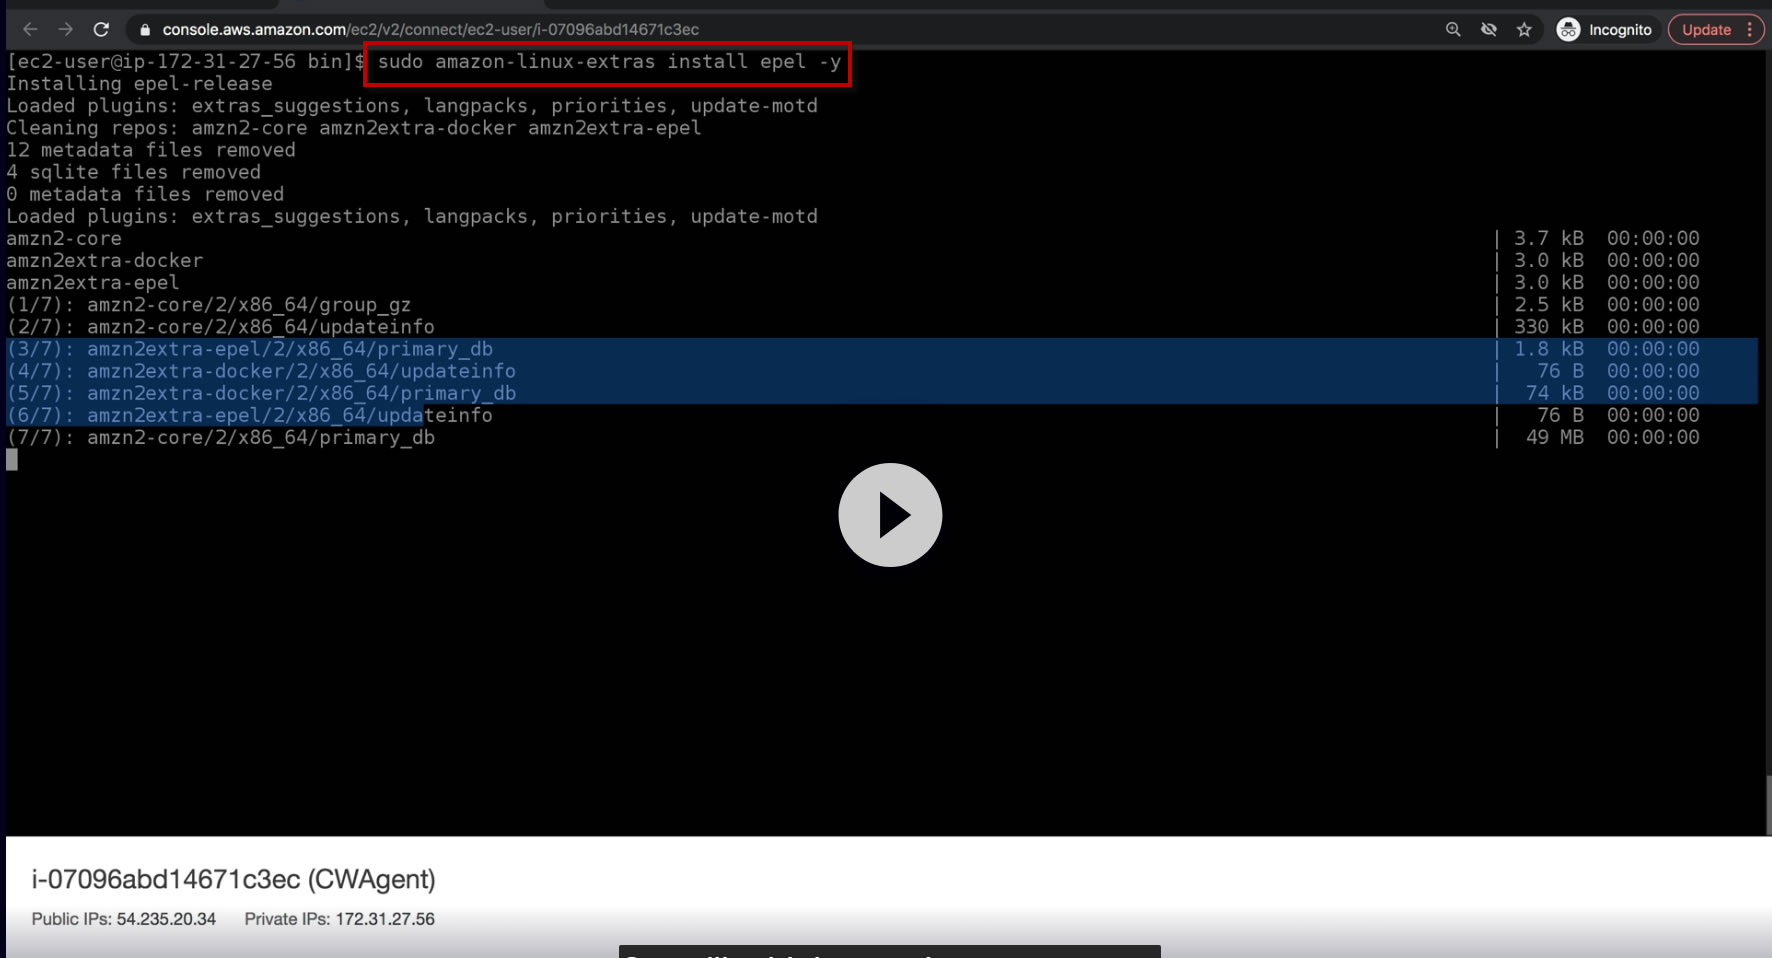 console.aws.amazon.com/ec2/v2/connect/ec2-user/i-07096abd14671c3ec
Incognito
Update
[ec2-user@ip-172-31-27-56 bin]$ sudo amazon-linux-extras install epel -y
Installing epel-release
Loaded plugins: extras_suggestions, langpacks, priorities, update-motd
Cleaning repos: amzn2-core amzn2extra-docker amzn2extra-epel
12 metadata files removed
4 sqlite files removed
0 metadata files removed
Loaded plugins: extras_suggestions, langpacks, priorities, update-motd
amzn2-core | 3.7 kB 00:00:00
amzn2extra-docker | 3.0 kB 00:00:00
amzn2extra-epel | 3.0 kB 00:00:00
(1/7): amzn2-core/2/x86_64/group_gz | 2.5 kB 00:00:00
(2/7): amzn2-core/2/x86_64/updateinfo | 330 kB 00:00:00
(3/7): amzn2extra-epel/2/x86_64/primary_db | 1.8 kB 00:00:00
(4/7): amzn2extra-docker/2/x86_64/updateinfo | 76 B 00:00:00
(5/7): amzn2extra-docker/2/x86_64/primary_db | 74 kB 00:00:00
(6/7): amzn2extra-epel/2/x86_64/updateinfo | 76 B 00:00:00
(7/7): amzn2-core/2/x86_64/primary_db | 49 MB 00:00:00
i-07096abd14671c3ec (CWAgent)
Public IPs: 54.235.20.34 Private IPs: 172.31.27.56